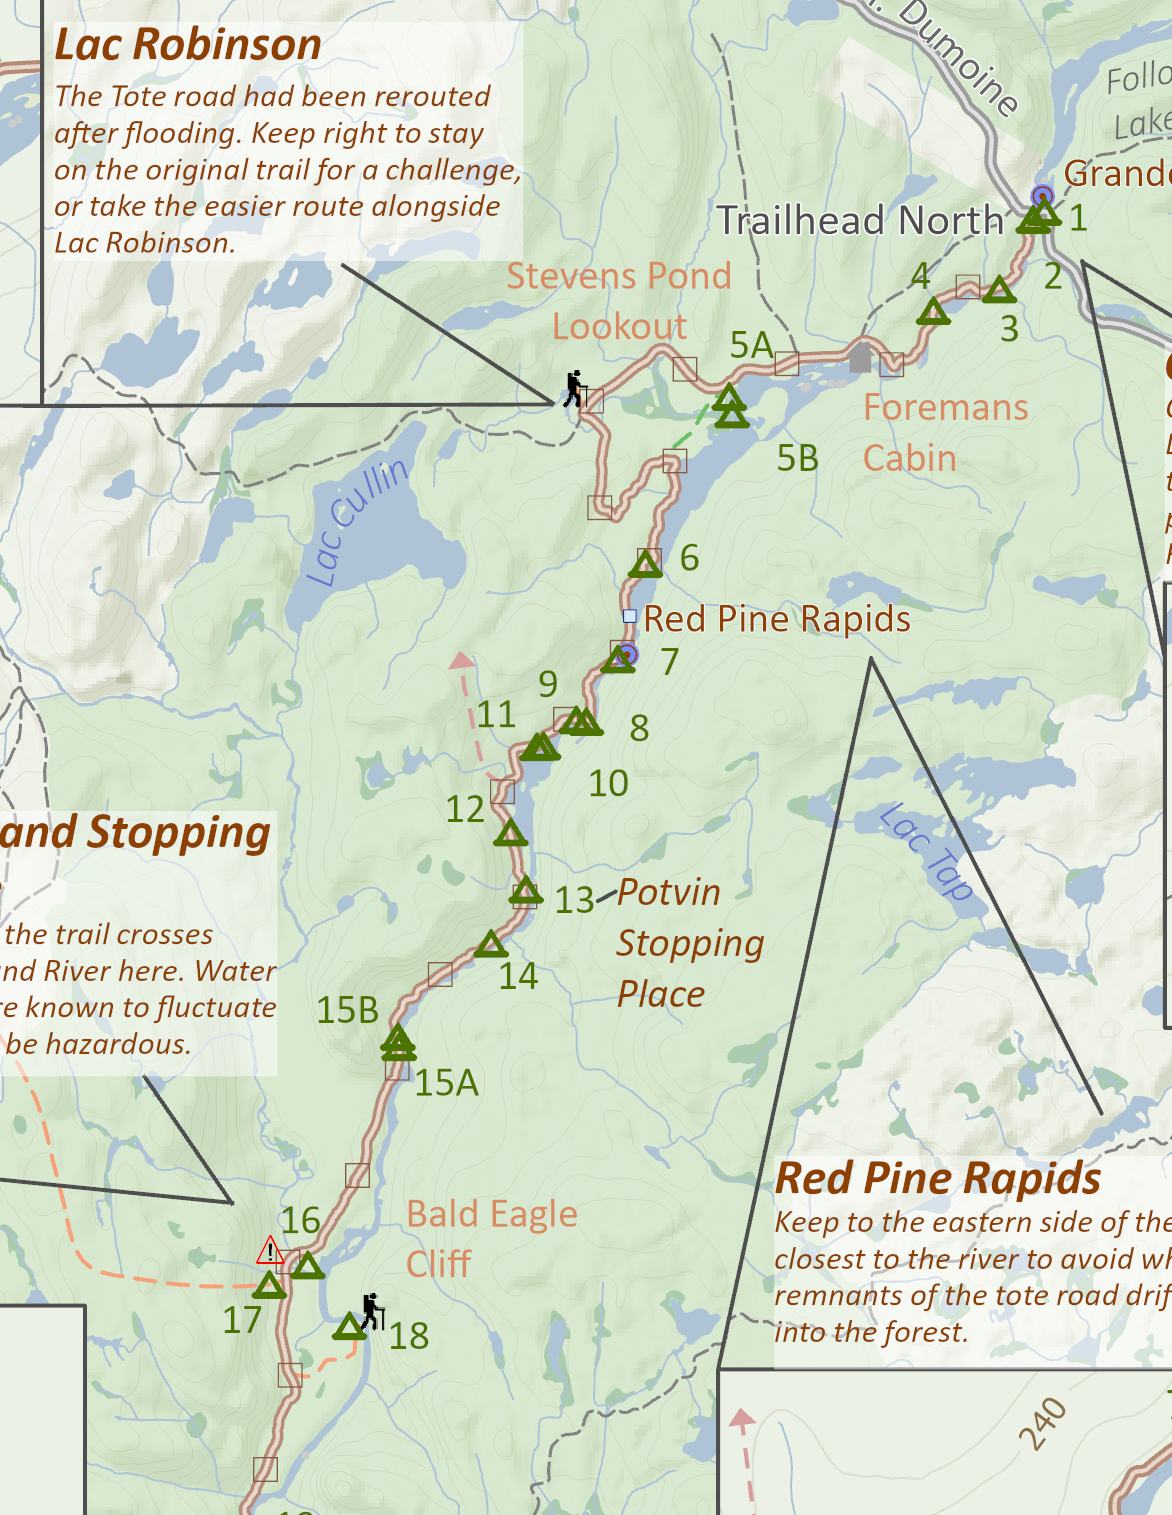 Lac Robinson
The Tote road had been rerouted
after flooding. Keep right to stay
on the original trail for a challenge,
or take the easier route alongside
Lac Robinson.
Dumoine
Follo
Lake
Grande
Trailhead North
1
2
3
4
Stevens Pond
Lookout
5A
5B
Foremans
Cabin
Lac Cullin
6
Red Pine Rapids
7
9
8
11
10
12
Lac Tap
and Stopping
the trail crosses
nd River here. Water
re known to fluctuate
be hazardous.
13
Potvin
Stopping
Place
14
15B
15A
16
17
!
Bald Eagle
Cliff
18
Red Pine Rapids
Keep to the eastern side of the
closest to the river to avoid wh
remnants of the tote road drif
into the forest.
240